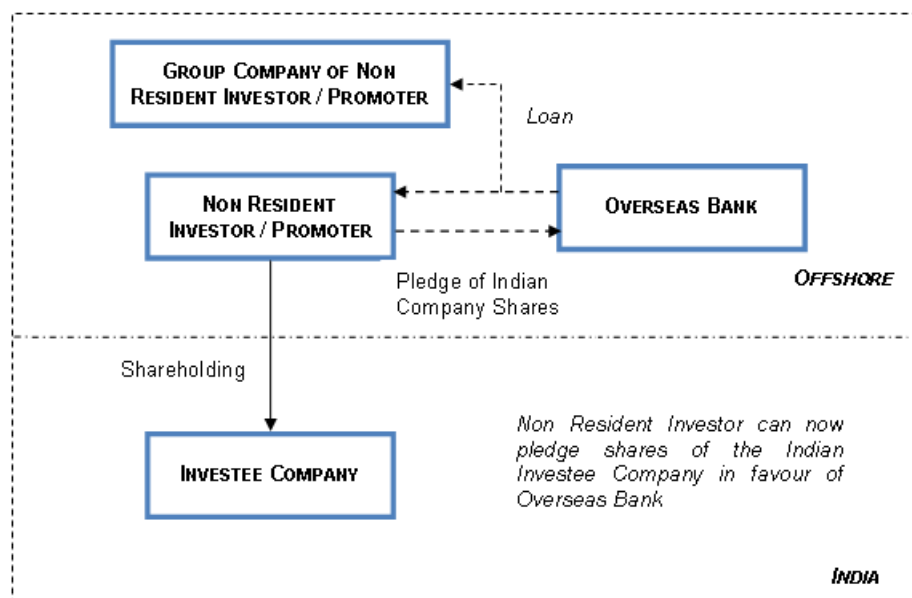 GROUP COMPANY OF NON
RESIDENT INVESTOR / PROMOTER
Loan
NON RESIDENT
INVESTOR / PROMOTER
OVERSEAS BANK
Pledge of Indian
Company Shares
OFFSHORE
Shareholding
INVESTEE COMPANY
Non Resident Investor can now
pledge shares of the Indian
Investee Company in favour of
Overseas Bank
INDIA